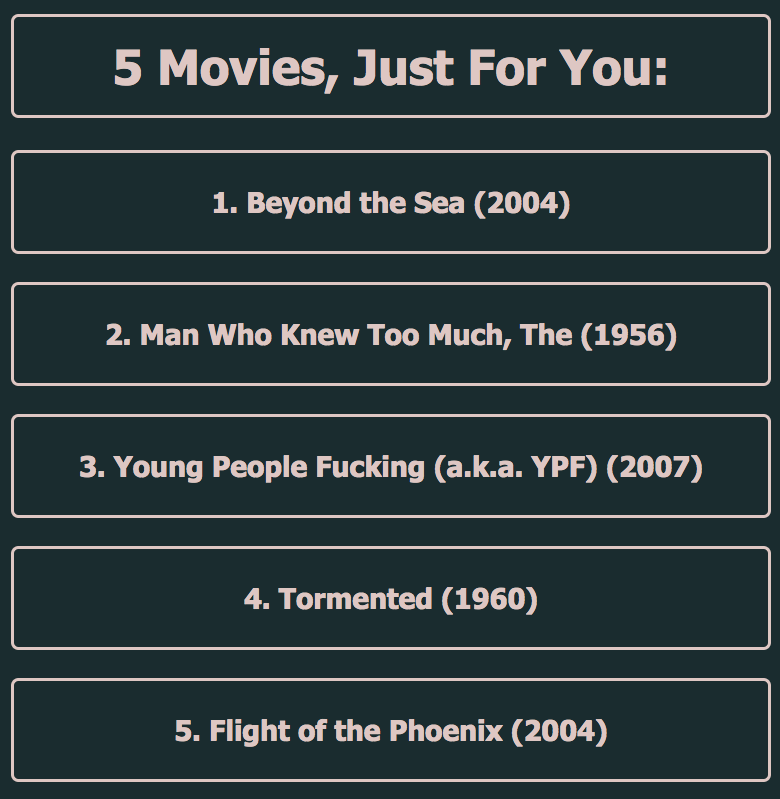 5 Movies, Just For You:
1. Beyond the Sea (2004)
2. Man Who Knew Too Much, The (1956)
3. Young People Fucking (a.k.a. YPF) (2007)
4. Tormented (1960)
5. Flight of the Phoenix (2004)